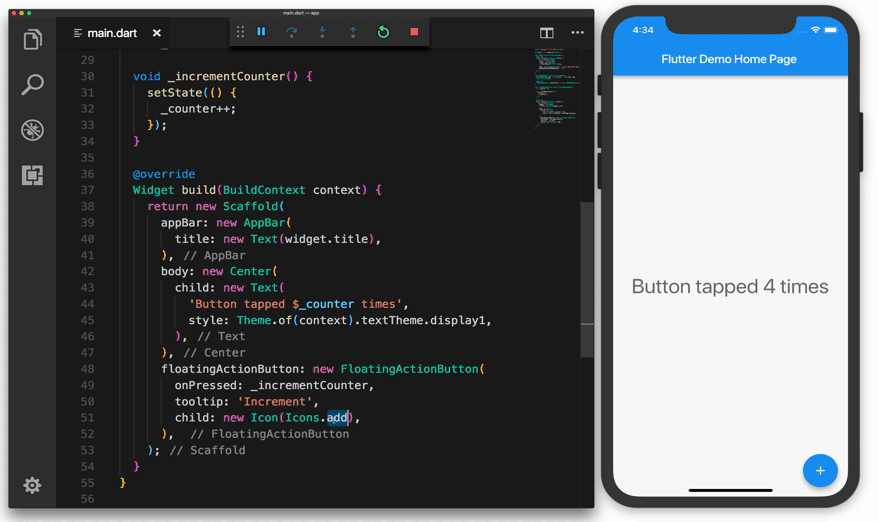 main.dart — app
main.dart
29
30 void _incrementCounter() {
31 setState(() {
32 _counter++;
33 });
34 }
35
36 @override
37 Widget build(BuildContext context) {
38 return new Scaffold(
39 appBar: new AppBar(
40 title: new Text(widget.title),
41 ), // AppBar
42 body: new Center(
43 child: new Text(
44 'Button tapped $_counter times',
45 style: Theme.of(context).textTheme.display1,
46 ), // Text
47 ), // Center
48 floatingActionButton: new FloatingActionButton(
49 onPressed: _incrementCounter,
50 tooltip: 'Increment',
51 child: new Icon(Icons.add),
52 ), // FloatingActionButton
53 ); // Scaffold
54 }
55 }
56
4:34
Flutter Demo Home Page
Button tapped 4 times
+